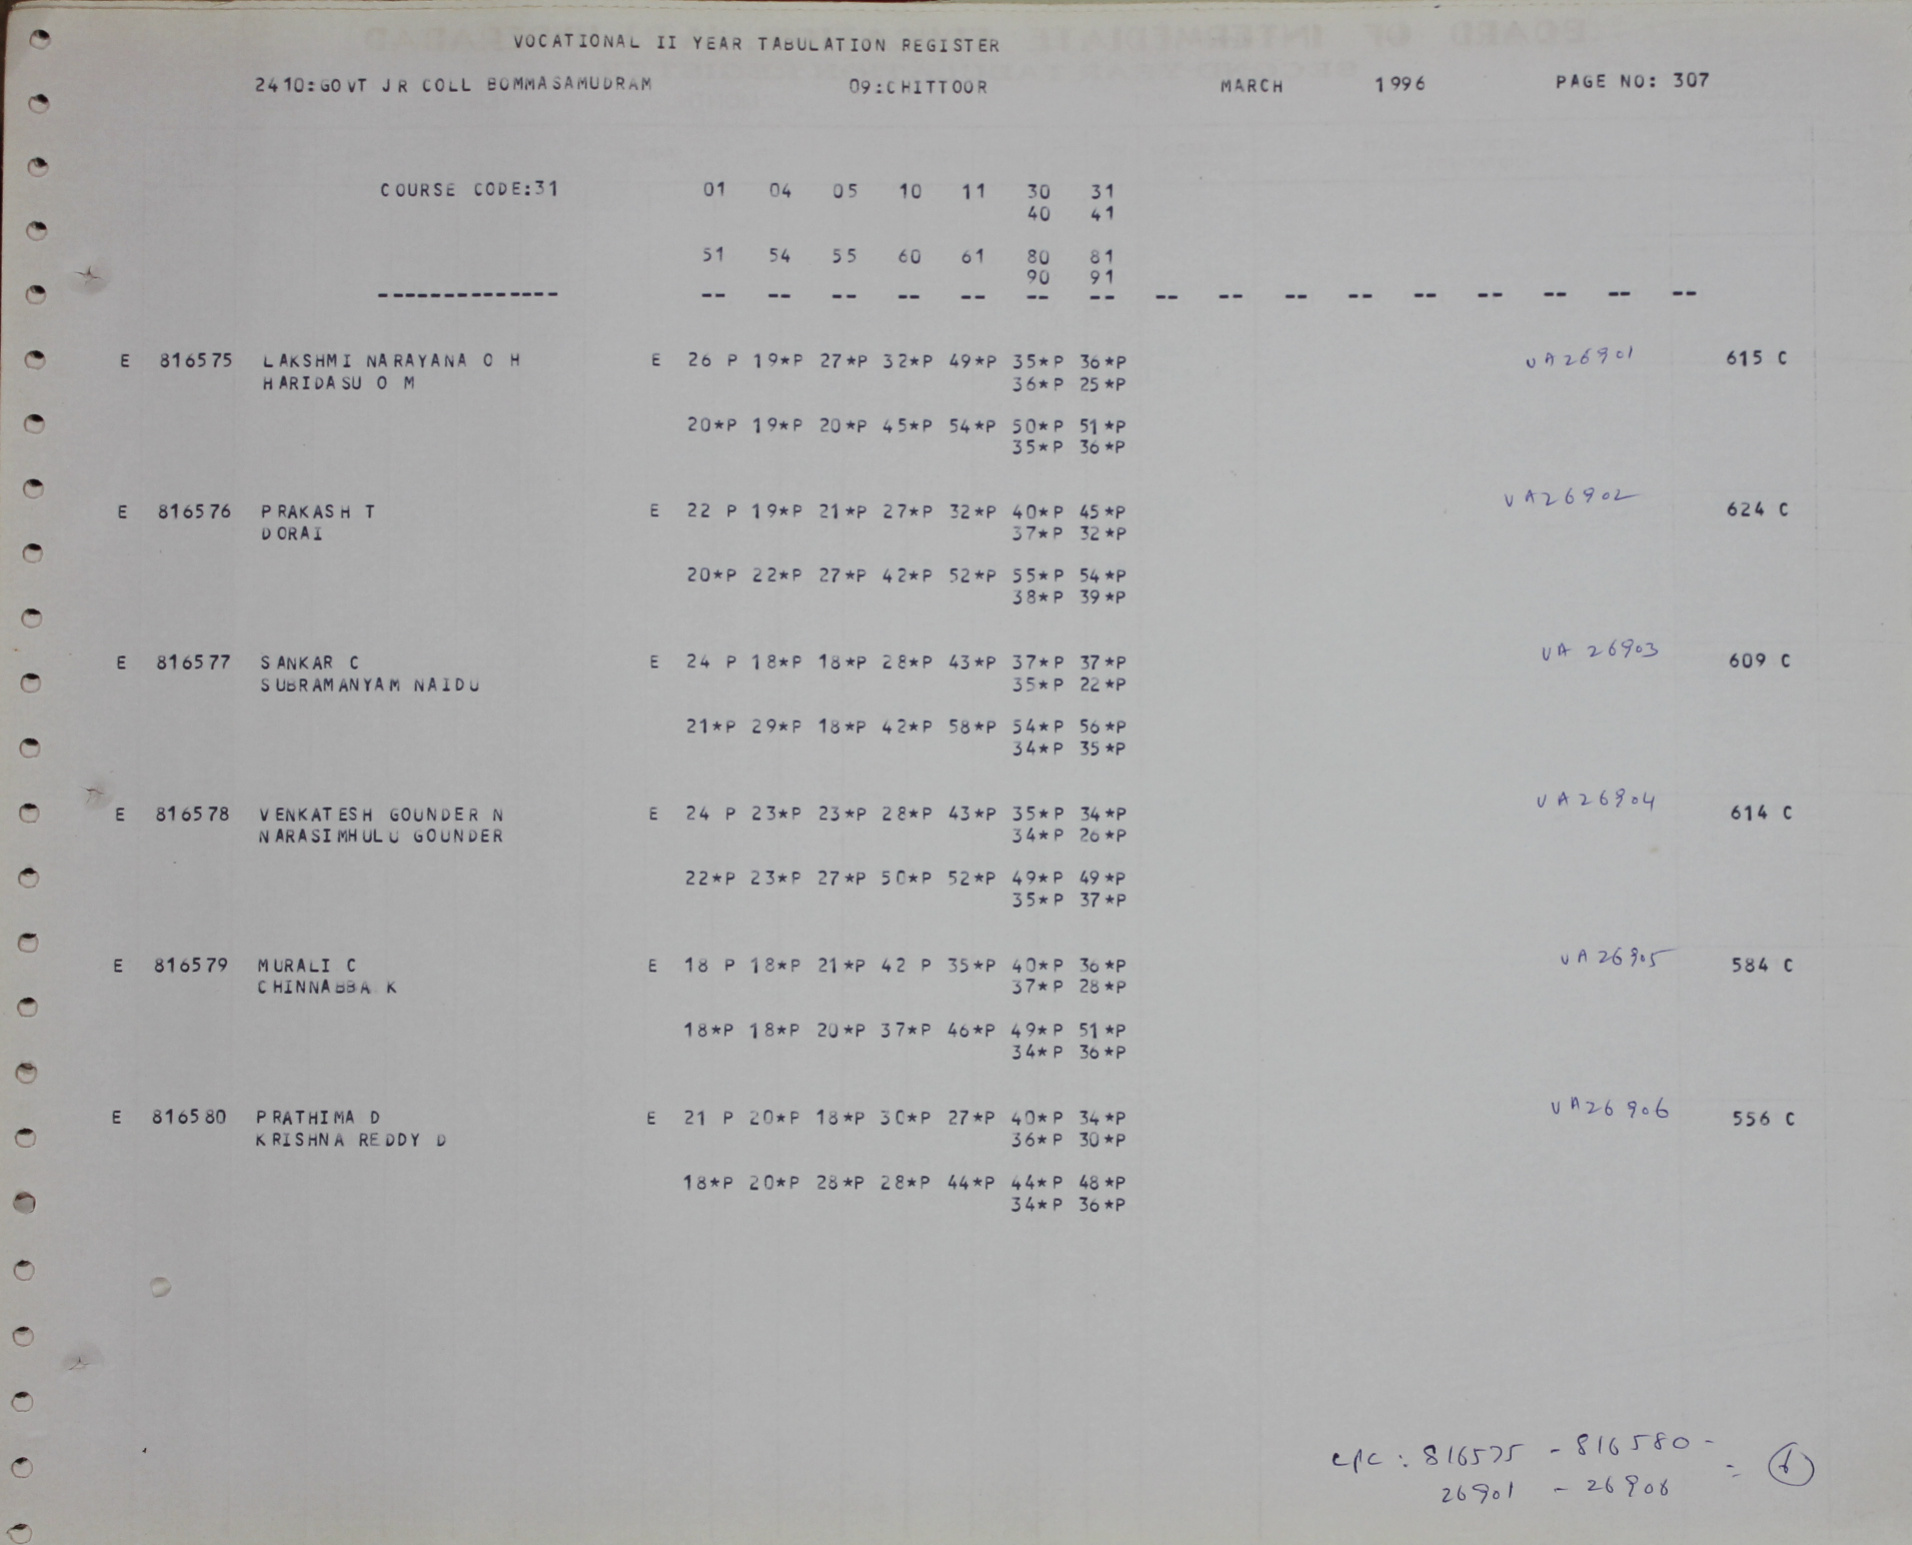 VOCATIONAL II YEAR TABULATION REGISTER
2410:GOVT JR COLL BOMMASAMUDRAM 09:CHITTOOR MARCH 1996 PAGE NO: 307
COURSE CODE:31 01 04 05 10 11 30 31
40 41
51 54 55 60 61 80 81
90 91
-------------- -- -- -- -- -- -- -- -- -- -- -- -- -- -- -- --
E 816575 LAKSHMI NARAYANA O H E 26 P 19*P 27*P 32*P 49*P 35*P 36*P VA26901 615 C
HARIDASU O M 36*P 25*P
20*P 19*P 20*P 45*P 54*P 50*P 51*P
35*P 36*P
E 816576 PRAKASH T E 22 P 19*P 21*P 27*P 32*P 40*P 45*P VA26902 624 C
DORAI 37*P 32*P
20*P 22*P 27*P 42*P 52*P 55*P 54*P
38*P 39*P
E 816577 SANKAR C E 24 P 18*P 18*P 28*P 43*P 37*P 37*P VA 26903 609 C
SUBRAMANYAM NAIDU 35*P 22*P
21*P 29*P 18*P 42*P 58*P 54*P 56*P
34*P 35*P
E 816578 VENKATESH GOUNDER N E 24 P 23*P 23*P 28*P 43*P 35*P 34*P VA26904 614 C
NARASIMHULU GOUNDER 34*P 26*P
22*P 23*P 27*P 50*P 52*P 49*P 49*P
35*P 37*P
E 816579 MURALI C E 18 P 18*P 21*P 42 P 35*P 40*P 36*P VA26905 584 C
CHINNABBA K 37*P 28*P
18*P 18*P 20*P 37*P 46*P 49*P 51*P
34*P 36*P
E 816580 PRATHIMA D E 21 P 20*P 18*P 30*P 27*P 40*P 34*P VA26906 556 C
KRISHNA REDDY D 36*P 30*P
18*P 20*P 28*P 28*P 44*P 44*P 48*P
34*P 36*P
CPC : 816575 - 816580 -
26901 - 26906 = 6